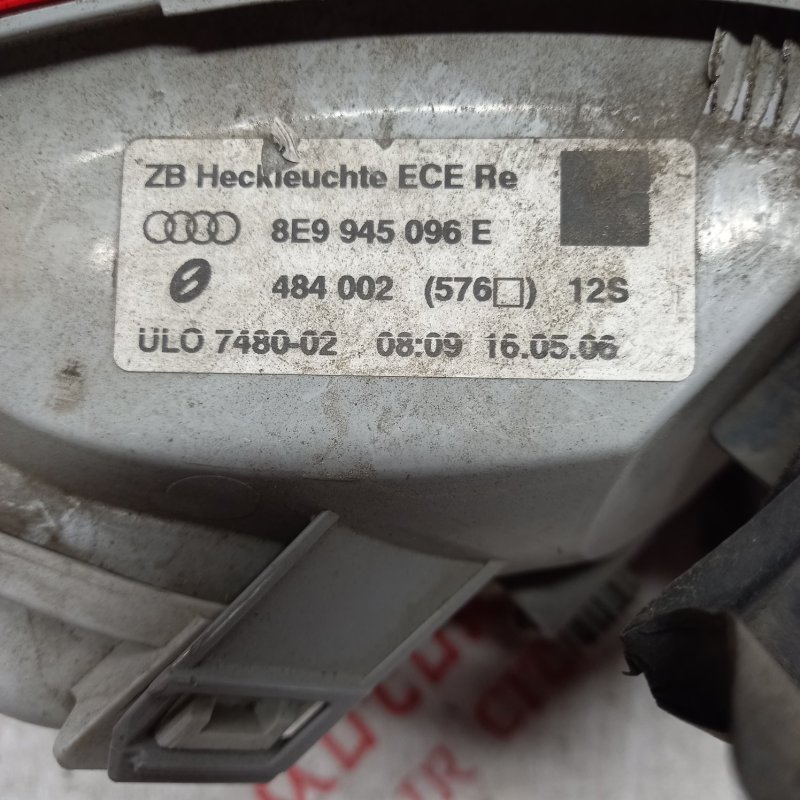 ZB Heckleuchte ECE Re
8E9 945 096 E
484 002 (576□) 12S
ULO 7480-02 08:09 16.05.06